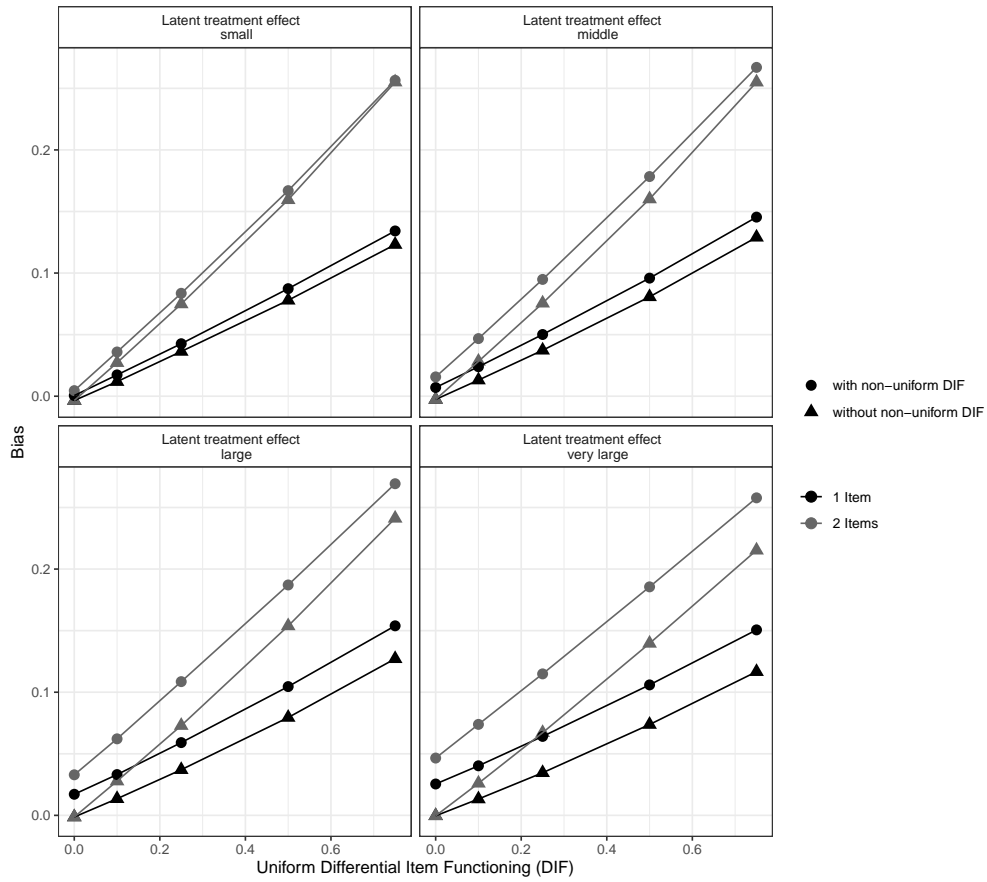 Latent treatment effect
small
Latent treatment effect
middle
0.2
0.1
0.0
Latent treatment effect
large
Latent treatment effect
very large
0.2
0.1
0.0
0.0
0.2
0.4
0.6
0.0
0.2
0.4
0.6
Bias
Uniform Differential Item Functioning (DIF)
with non−uniform DIF
without non−uniform DIF
1 Item
2 Items